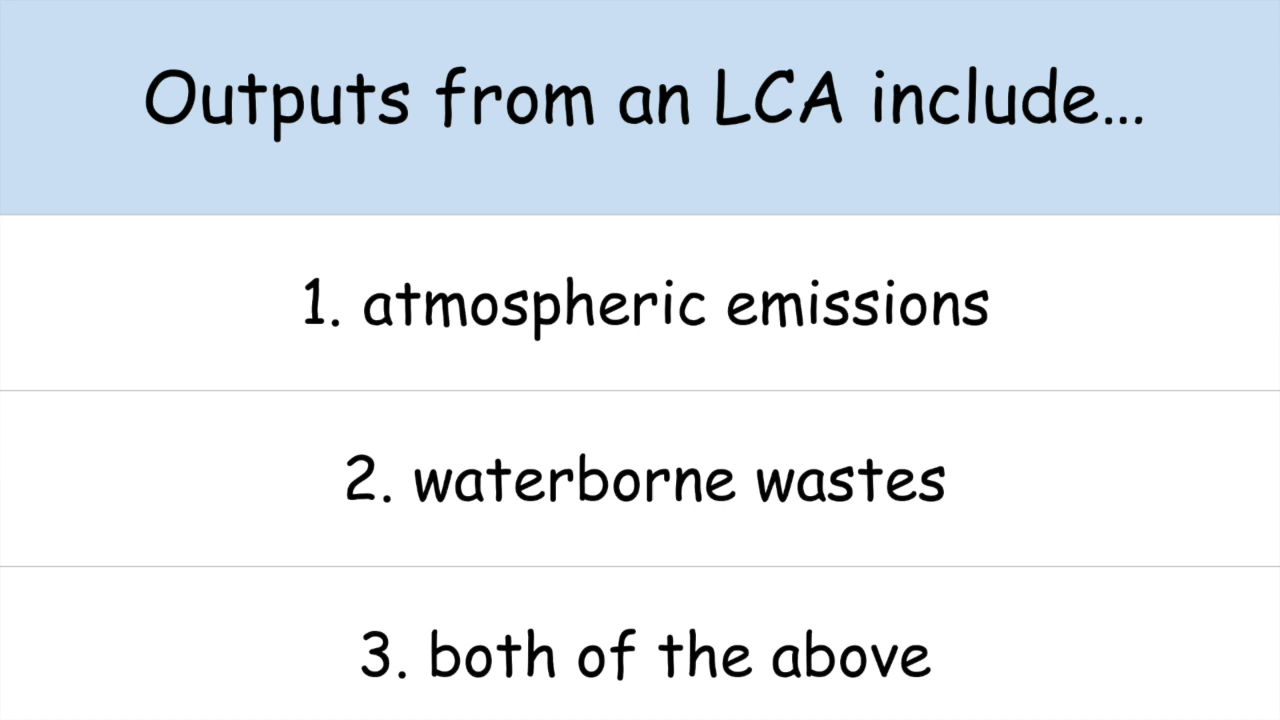 Outputs from an LCA include...
1. atmospheric emissions
2. waterborne wastes
3. both of the above